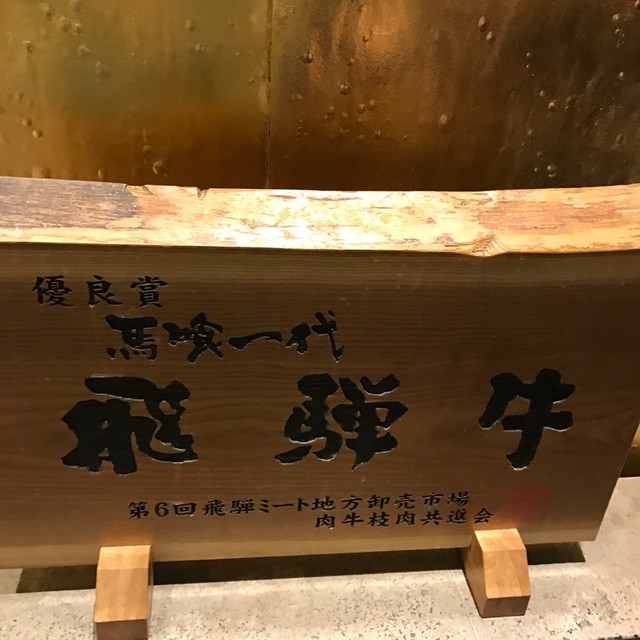 優良賞
馬喰一代
飛騨牛
第6回飛騨ミート地方卸売市場
肉牛枝肉共進会